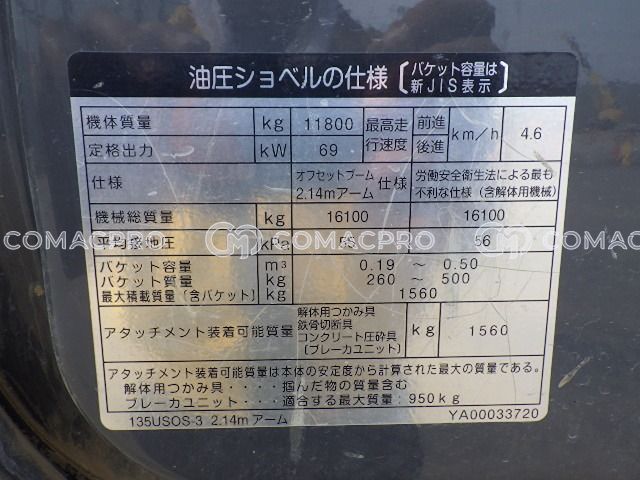 油圧ショベルの仕様 〔バケット容量は
新JIS表示〕
機体質量 kg 11800 最高走行速度 前進 後進 km/h 4.6
定格出力 kW 69
仕様 オフセットブーム 2.14mアーム 仕様 労働安全衛生法による最も不利な仕様(含解体用機械)
機械総質量 kg 16100 16100
平均接地圧 kPa 56 56
バケット容量 m³ 0.19 ~ 0.50
バケット質量 kg 260 ~ 500
最大積載質量(含バケット) kg 1560
アタッチメント装着可能質量 解体用つかみ具 鉄骨切断具 コンクリート圧砕具 (ブレーカユニット) kg 1560
アタッチメント装着可能質量は本体の安定度から計算された最大の質量である。
解体用つかみ具・・・・掴んだ物の質量含む
ブレーカユニット・・・・適合する最大質量:950kg
135USOS-3 2.14mアーム YA00033720
COMACPRO COMACPRO COMACPRO